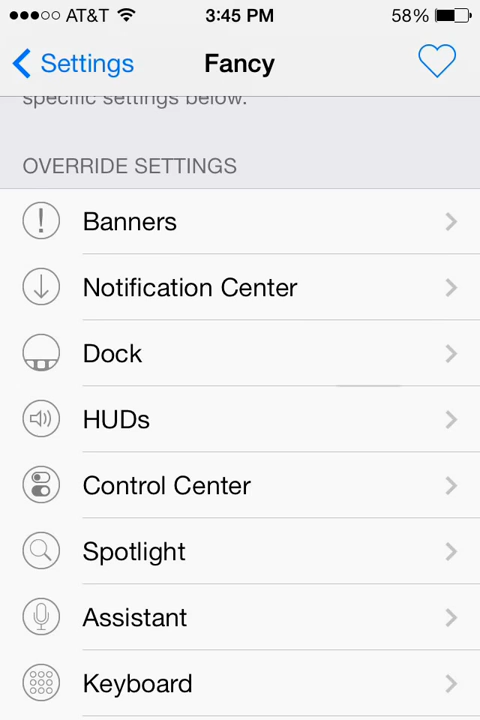 AT&T 3:45 PM 58%
Settings Fancy
specific settings below.
OVERRIDE SETTINGS
Banners
Notification Center
Dock
HUDs
Control Center
Spotlight
Assistant
Keyboard